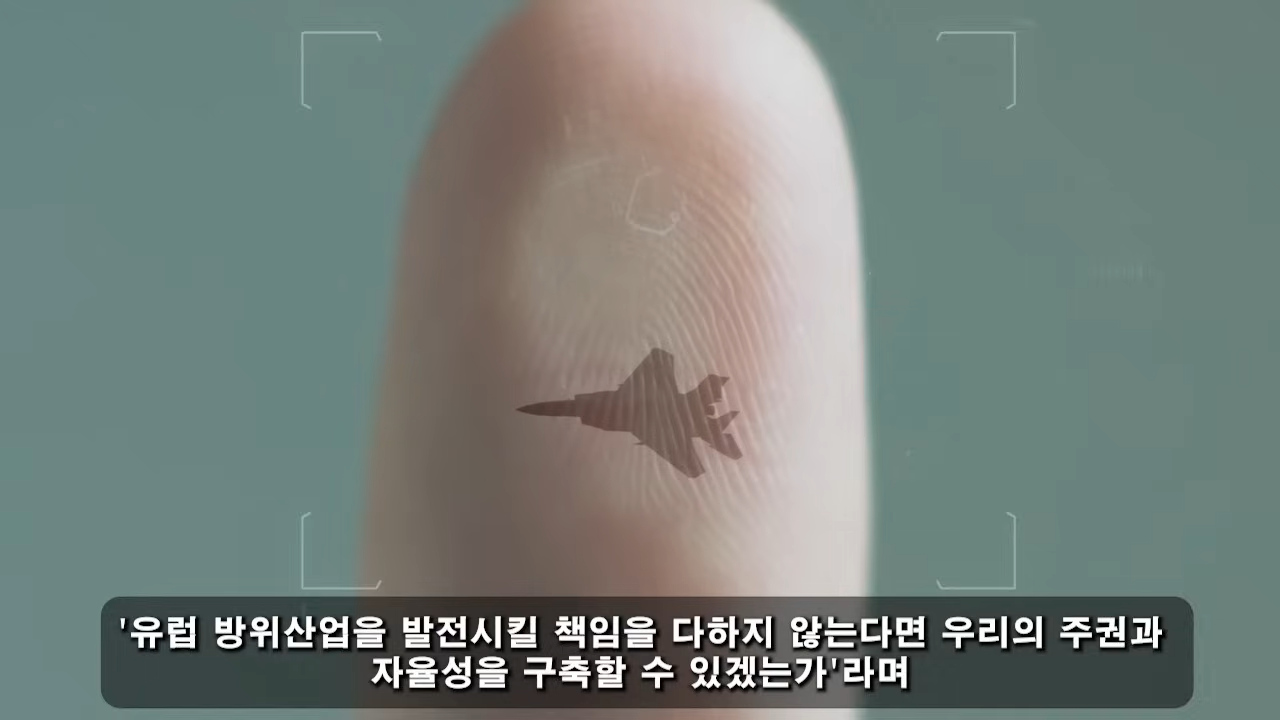 '유럽 방위산업을 발전시킬 책임을 다하지 않는다면 우리의 주권과
자율성을 구축할 수 있겠는가'라며